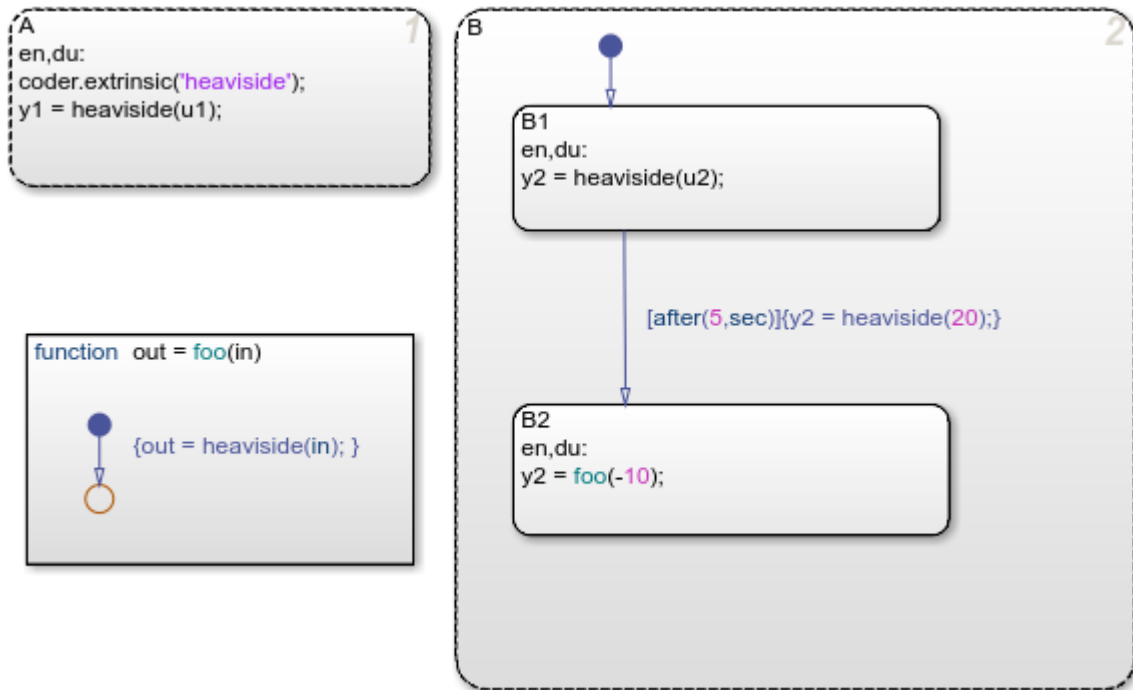 A
1
en,du:
coder.extrinsic("heaviside");
y1 = heaviside(u1);
function out = foo(in)
{out = heaviside(in); }
B
2
B1
en,du:
y2 = heaviside(u2);
[after(5,sec)]{y2 = heaviside(20);}
B2
en,du:
y2 = foo(-10);